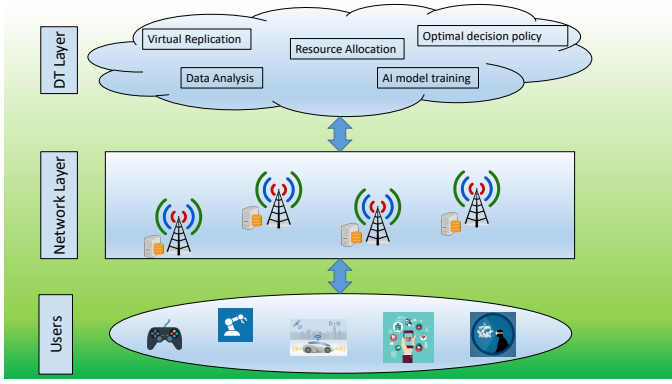 DT Layer
Virtual Replication
Resource Allocation
Optimal decision policy
Data Analysis
AI model training
Network Layer
Users